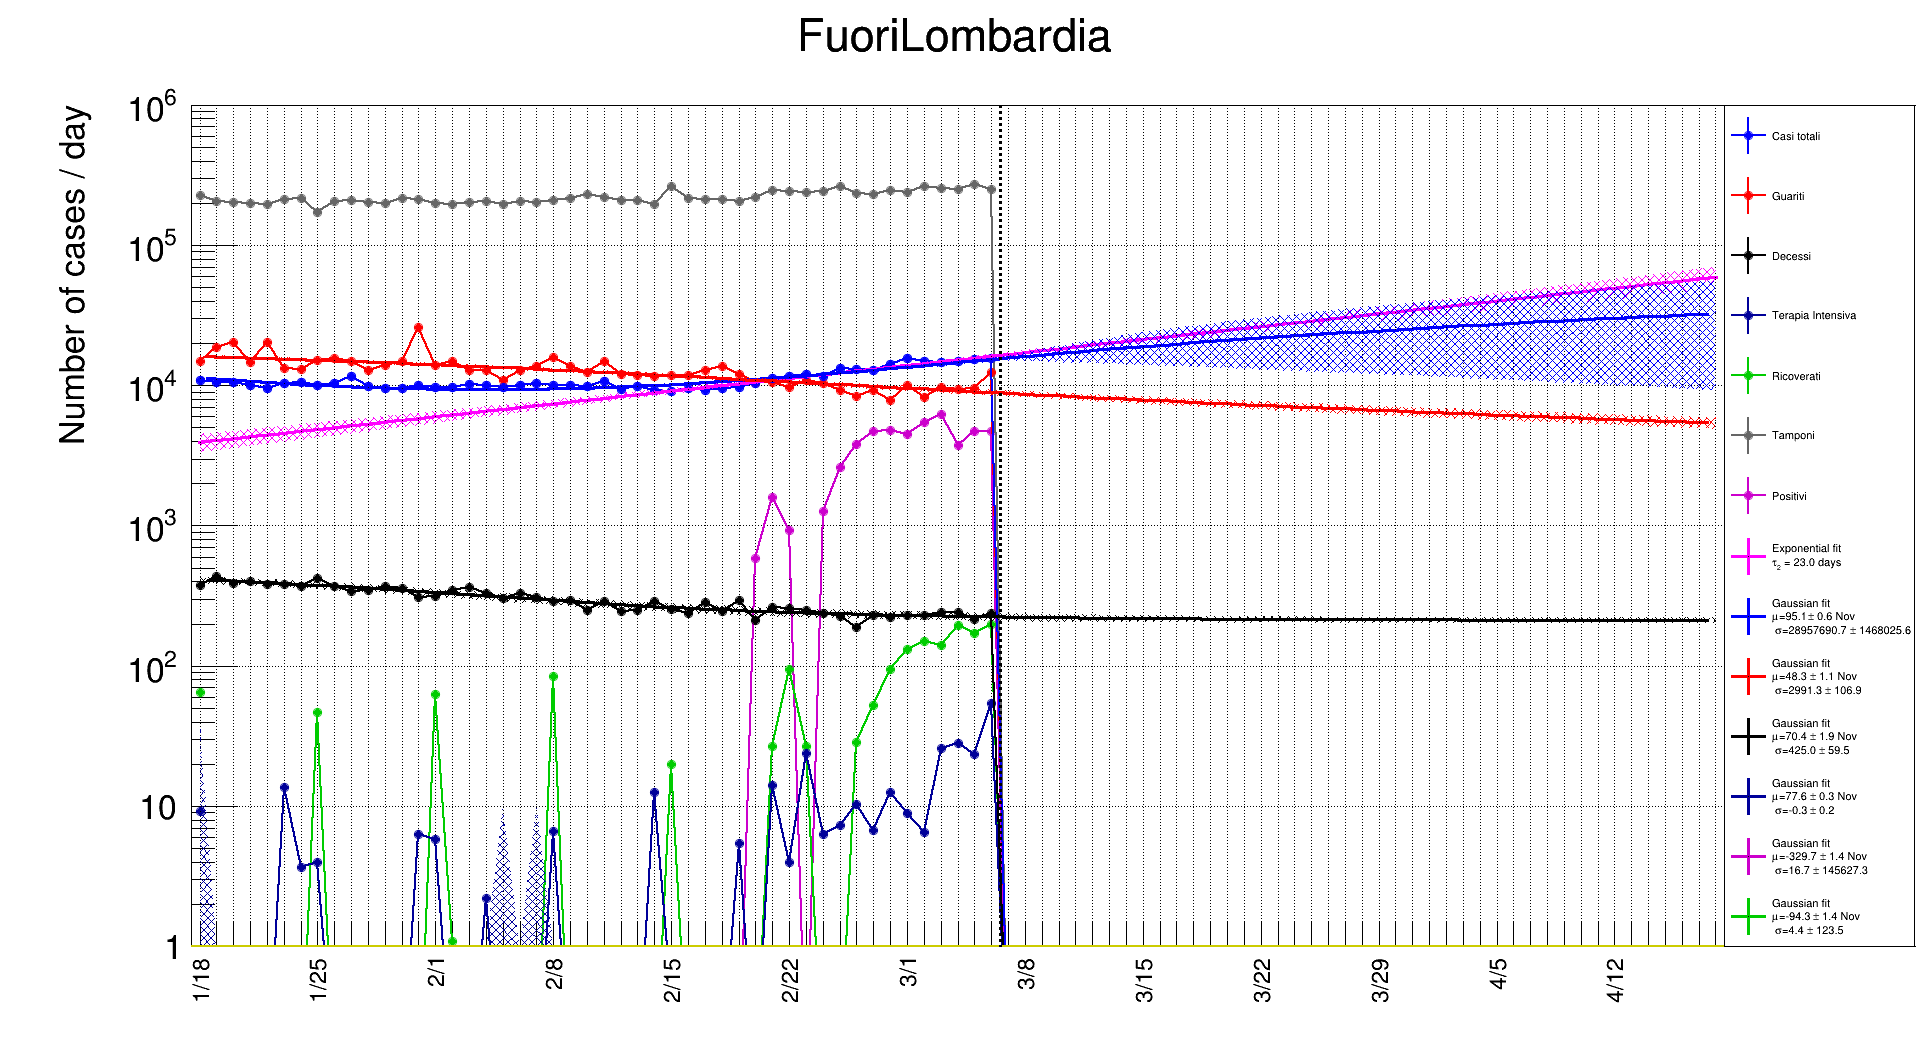 FuoriLombardia
Number of cases / day
10^6
10^5
10^4
10^3
10^2
10
1
1/18
1/25
2/1
2/8
2/15
2/22
3/1
3/8
3/15
3/22
3/29
4/5
4/12
Casi totali
Guariti
Decessi
Terapia Intensiva
Ricoverati
Tamponi
Positivi
Exponential fit
τ₂ = 23.0 days
Gaussian fit
μ=95.1 ± 0.6 Nov
σ=28957690.7 ± 1468025.6
Gaussian fit
μ=48.3 ± 1.1 Nov
σ=2991.3 ± 106.9
Gaussian fit
μ=70.4 ± 1.9 Nov
σ=425.0 ± 59.5
Gaussian fit
μ=77.6 ± 0.3 Nov
σ=-0.3 ± 0.2
Gaussian fit
μ=-329.7 ± 1.4 Nov
σ=16.7 ± 145627.3
Gaussian fit
μ=-94.3 ± 1.4 Nov
σ=4.4 ± 123.5